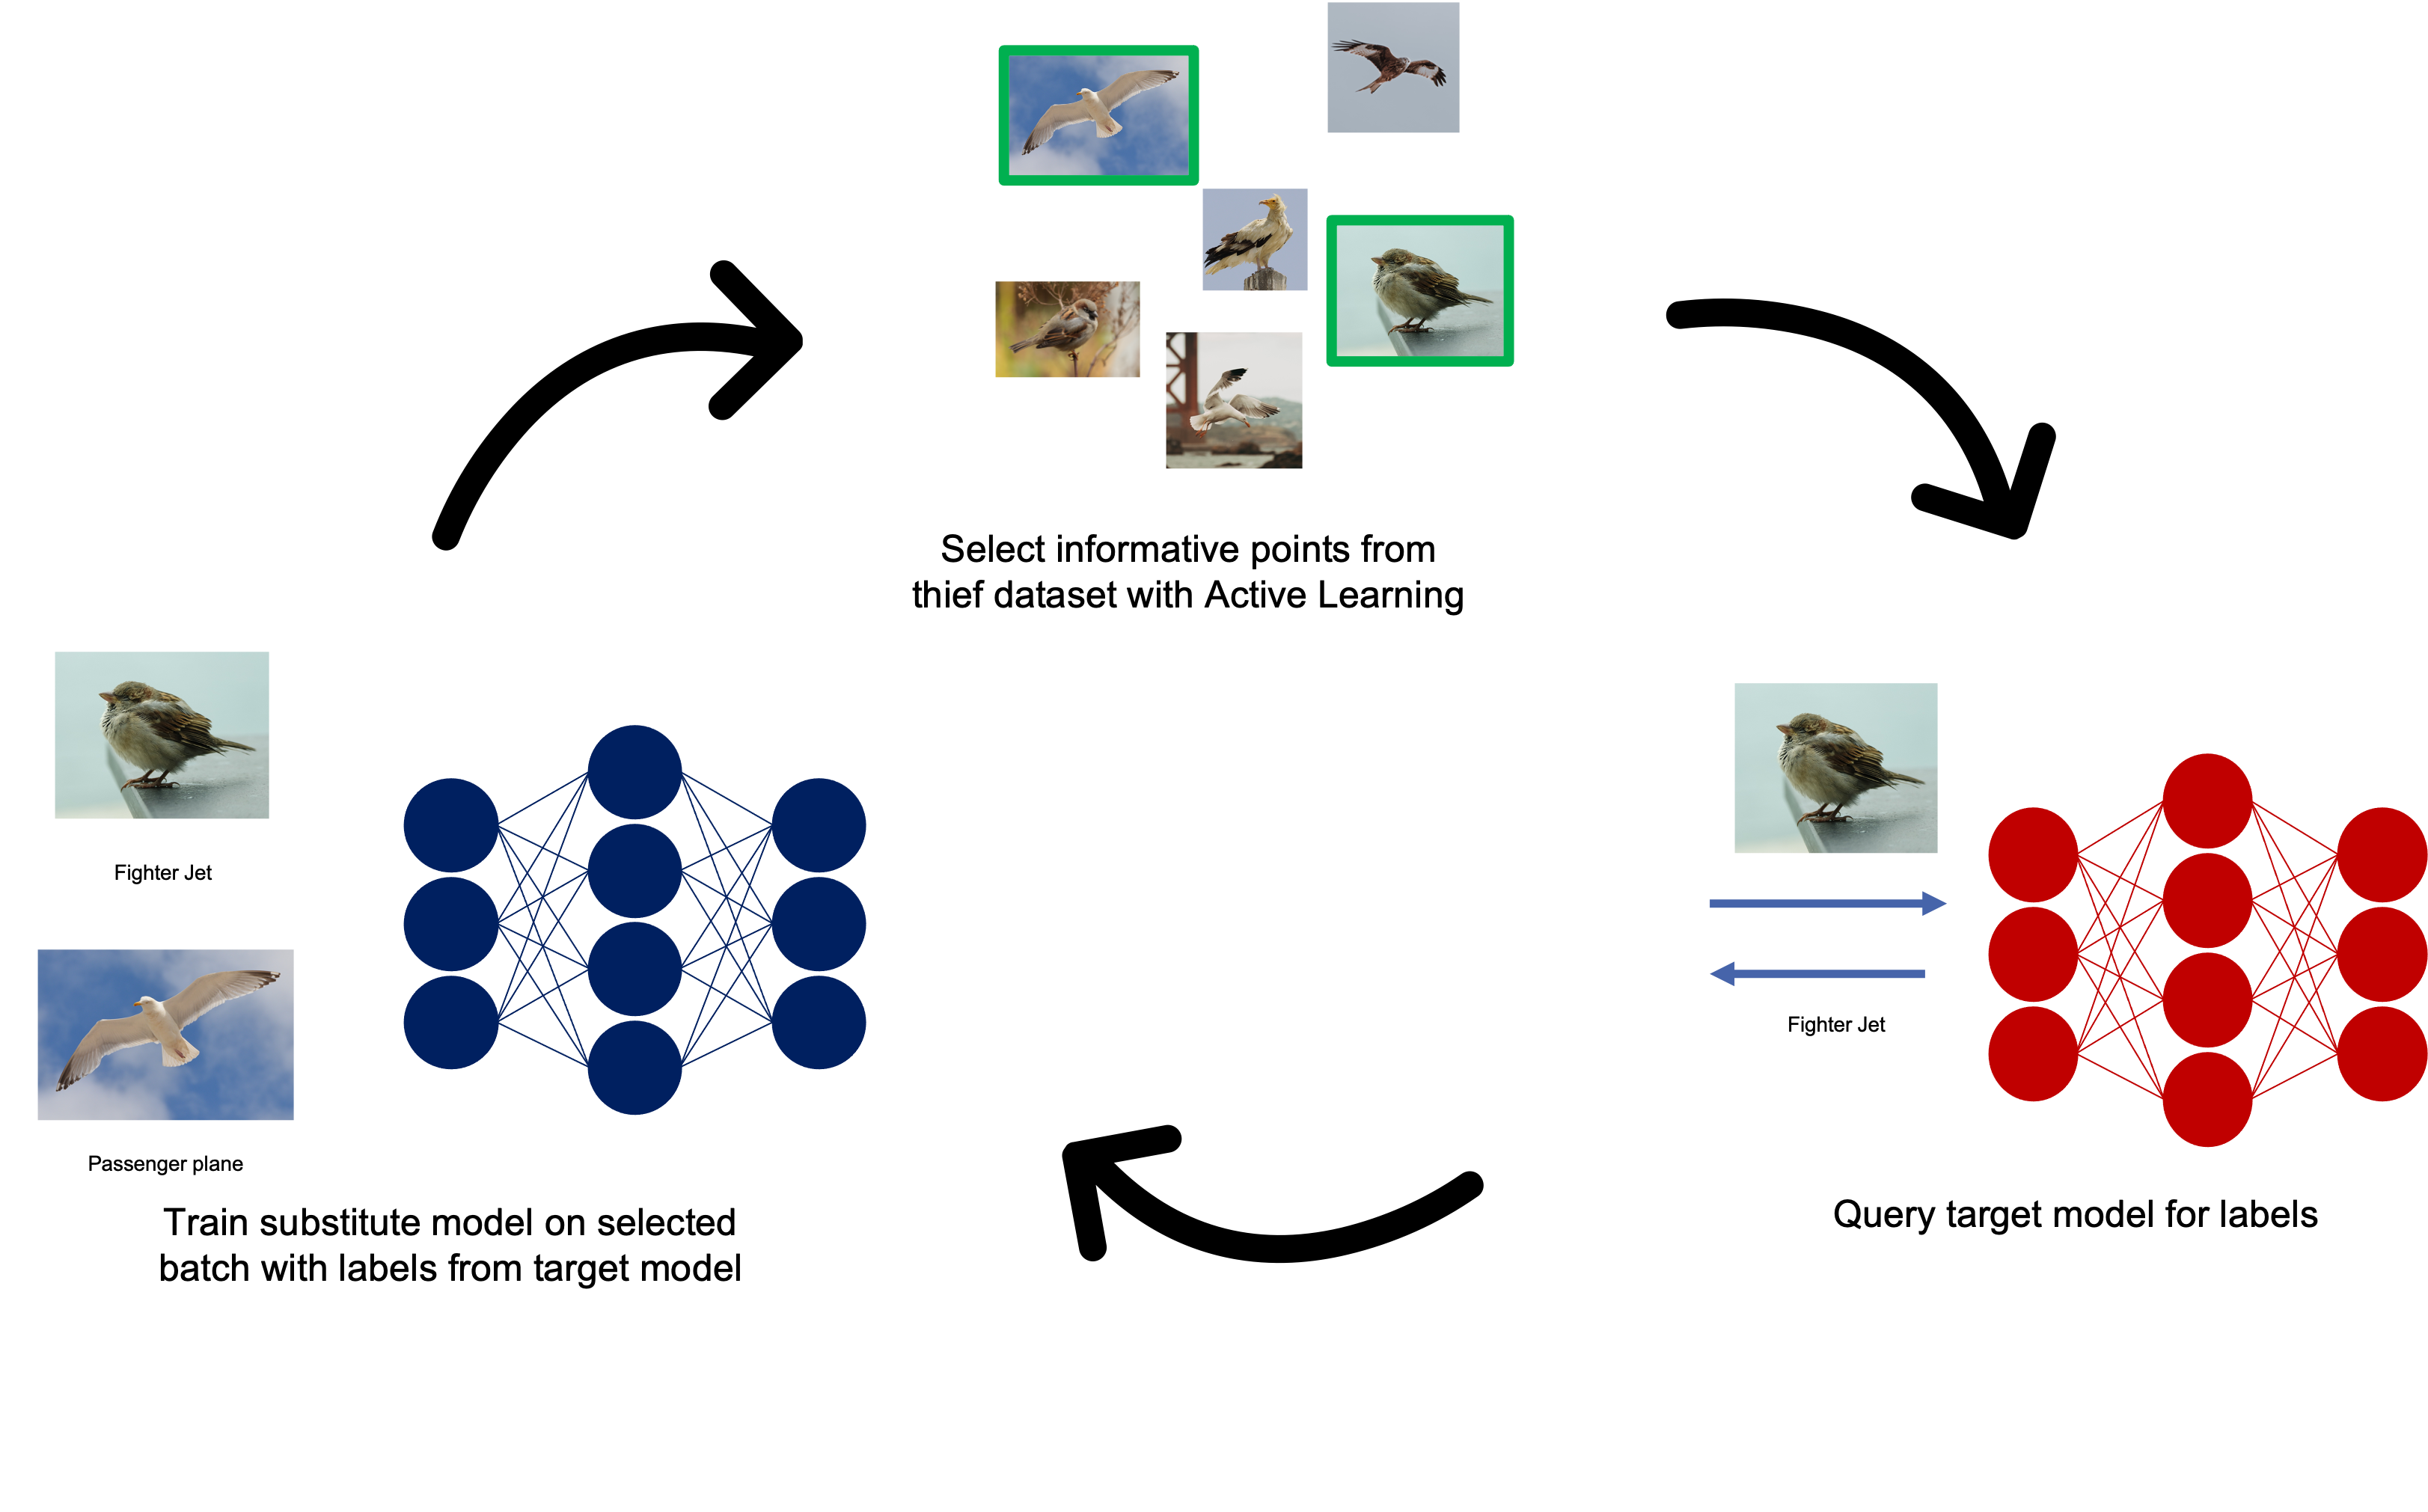 Select informative points from
thief dataset with Active Learning
Fighter Jet
Passenger plane
Train substitute model on selected
batch with labels from target model
Fighter Jet
Query target model for labels